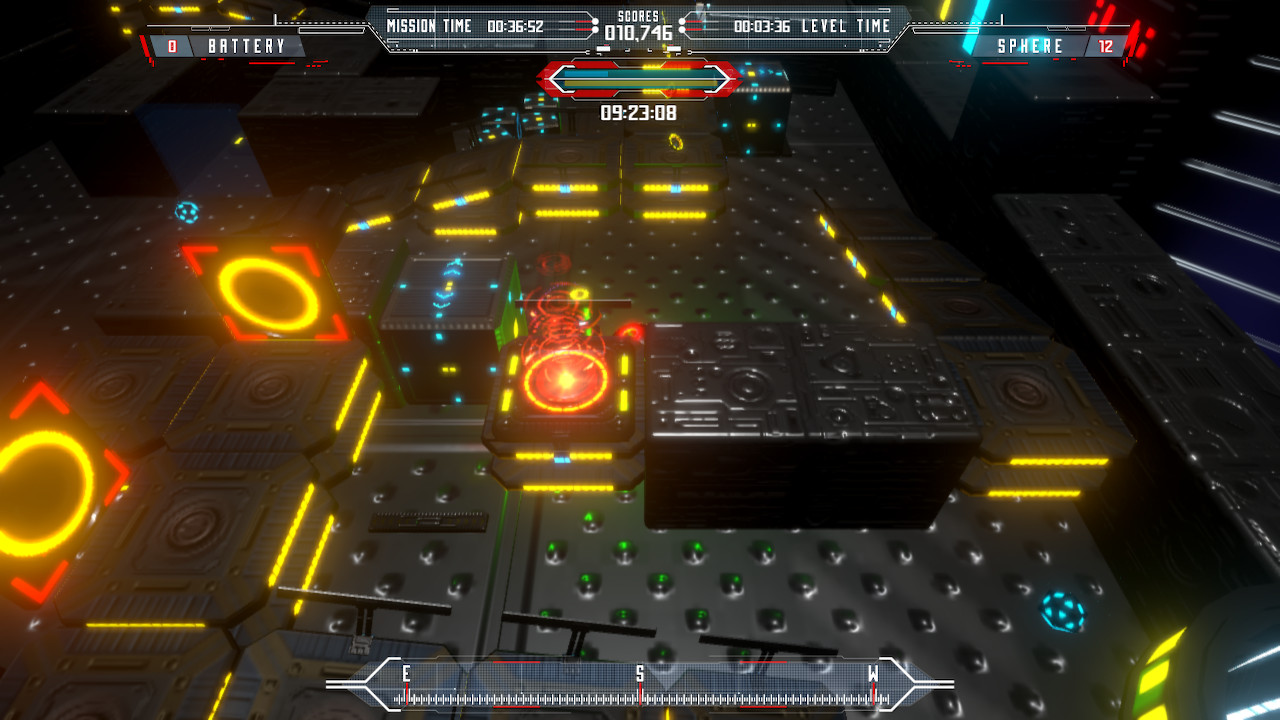 MISSION TIME 00:36:52 SCORES 00:03:36 LEVEL TIME
010,746
0 BATTERY SPHERE 12
09:23:08
E S W